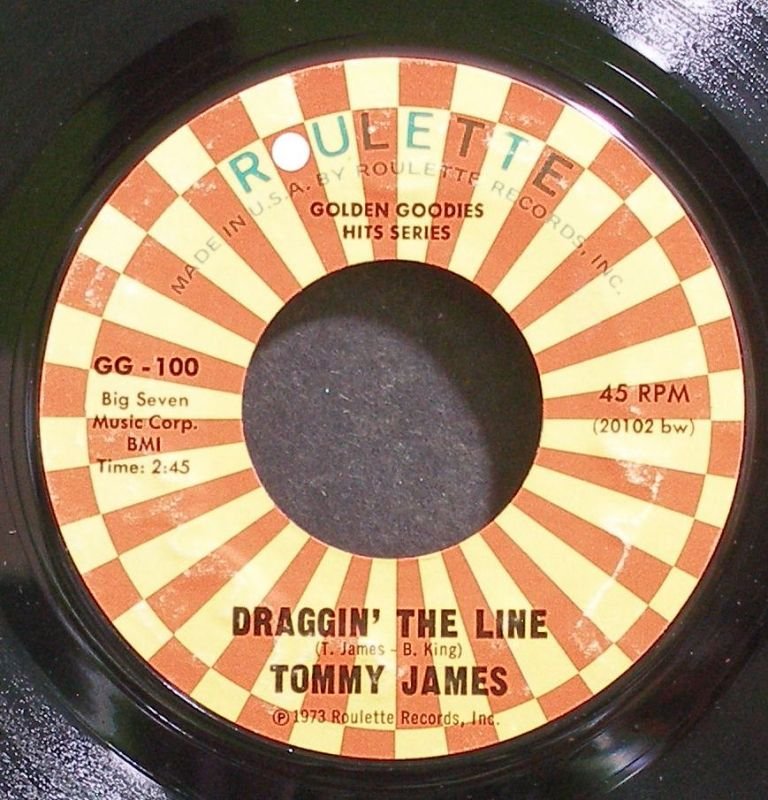 ROULETTE
MADE IN U.S.A. BY ROULETTE RECORDS, INC.
GOLDEN GOODIES
HITS SERIES
GG - 100
Big Seven
Music Corp.
BMI
Time: 2:45
45 RPM
(20102 bw)
DRAGGIN' THE LINE
(T. James - B. King)
TOMMY JAMES
℗ 1973 Roulette Records, Inc.